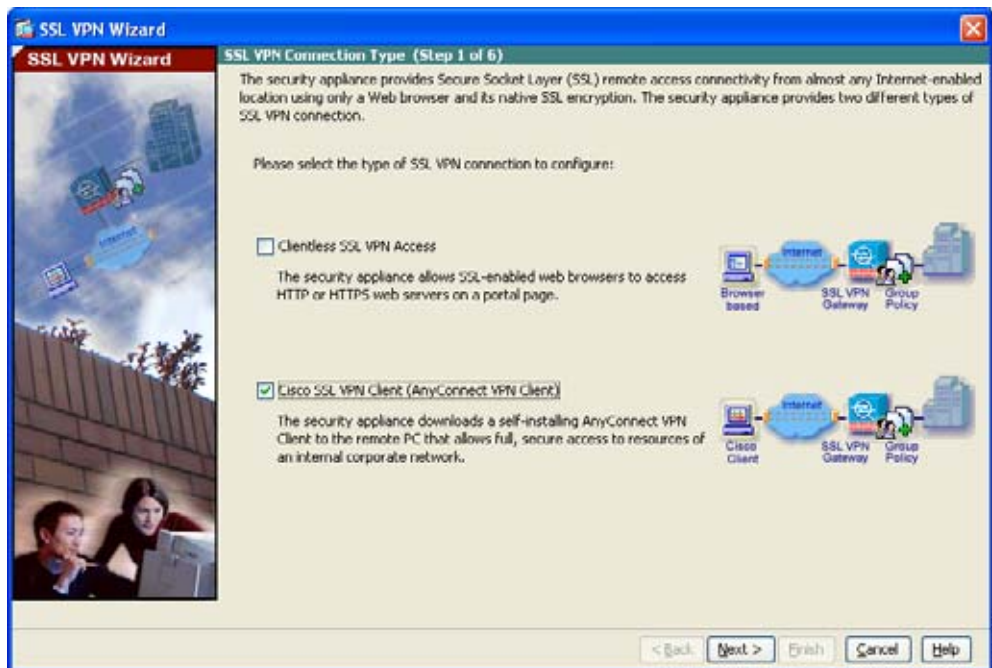 SSL VPN Wizard
SSL VPN Wizard
SSL VPN Connection Type (Step 1 of 6)
The security appliance provides Secure Socket Layer (SSL) remote access connectivity from almost any Internet-enabled
location using only a Web browser and its native SSL encryption. The security appliance provides two different types of
SSL VPN connection.
Please select the type of SSL VPN connection to configure:
Clientless SSL VPN Access
The security appliance allows SSL-enabled web browsers to access
HTTP or HTTPS web servers on a portal page.
Internet
Browser based
SSL VPN Gateway
Group Policy
Cisco SSL VPN Client (AnyConnect VPN Client)
The security appliance downloads a self-installing AnyConnect VPN
Client to the remote PC that allows full, secure access to resources of
an internal corporate network.
Internet
Cisco Client
SSL VPN Gateway
Group Policy
Internet
< Back
Next >
Finish
Cancel
Help